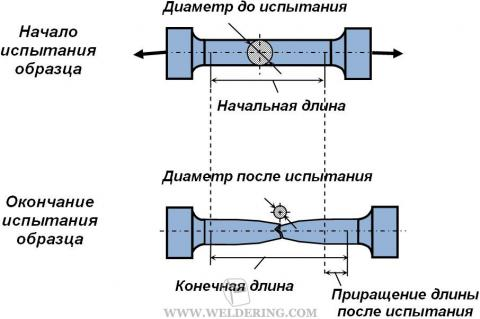 Диаметр до испытания
Начало
испытания
образца
Начальная длина
Диаметр после испытания
Окончание
испытания
образца
Конечная длина
Приращение длины
после испытания
WWW.WELDERING.COM